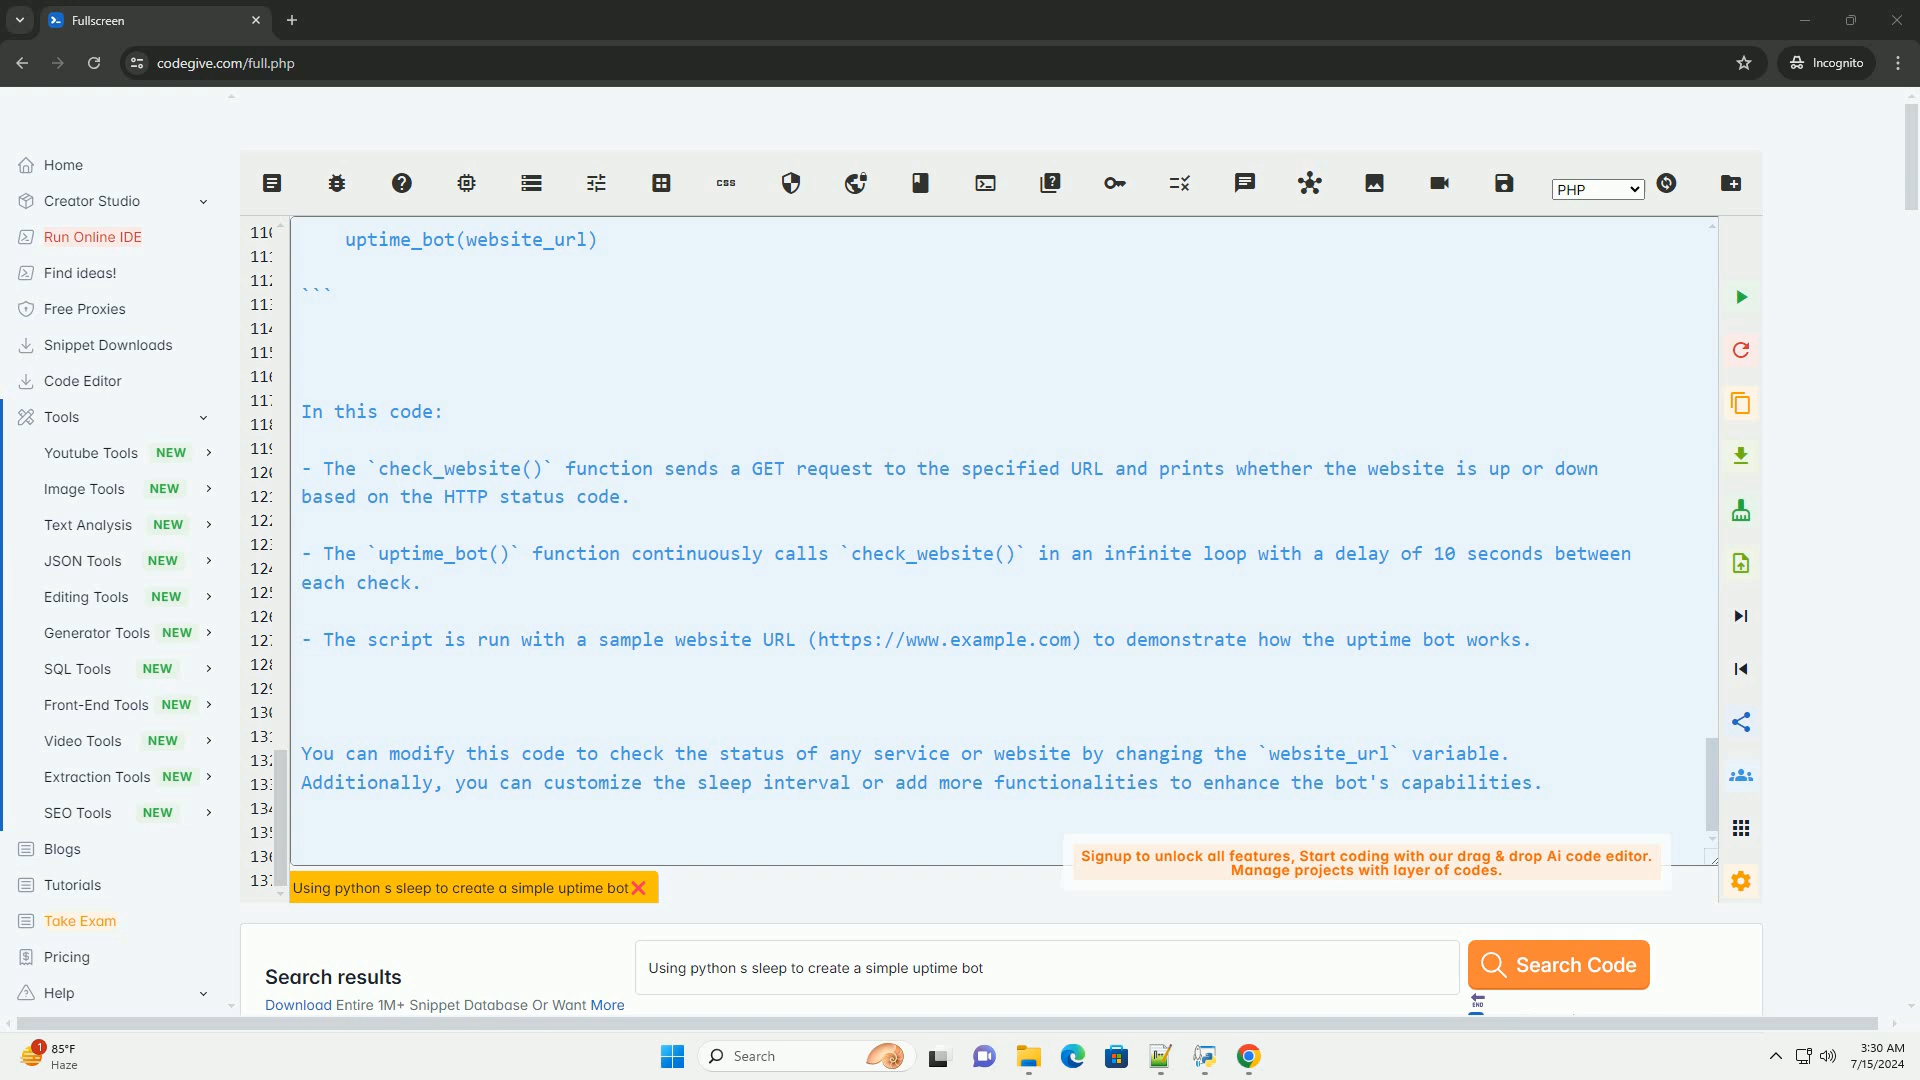 Fullscreen
codegive.com/full.php
Incognito
Home
Creator Studio
Run Online IDE
Find ideas!
Free Proxies
Snippet Downloads
Code Editor
Tools
Youtube Tools NEW
Image Tools NEW
Text Analysis NEW
JSON Tools NEW
Editing Tools NEW
Generator Tools NEW
SQL Tools NEW
Front-End Tools NEW
Video Tools NEW
Extraction Tools NEW
SEO Tools NEW
Blogs
Tutorials
Take Exam
Pricing
Help
css
PHP
uptime_bot(website_url)
```
In this code:
- The `check_website()` function sends a GET request to the specified URL and prints whether the website is up or down
based on the HTTP status code.
- The `uptime_bot()` function continuously calls `check_website()` in an infinite loop with a delay of 10 seconds between
each check.
- The script is run with a sample website URL (https://www.example.com) to demonstrate how the uptime bot works.
You can modify this code to check the status of any service or website by changing the `website_url` variable.
Additionally, you can customize the sleep interval or add more functionalities to enhance the bot's capabilities.
Signup to unlock all features, Start coding with our drag & drop Ai code editor.
Manage projects with layer of codes.
Using python s sleep to create a simple uptime bot
Search results
Using python s sleep to create a simple uptime bot
Search Code
Download Entire 1M+ Snippet Database Or Want More
END
1
85°F
Haze
Search
3:30 AM
7/15/2024